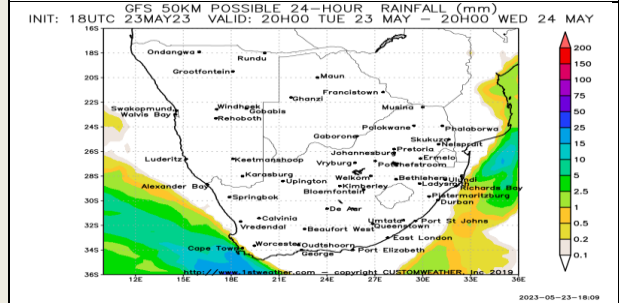 GFS 50KM POSSIBLE 24-HOUR RAINFALL (mm)
INIT: 18UTC 23MAY23 VALID: 20H00 TUE 23 MAY – 20H00 WED 24 MAY
16S
18S
20S
22S
24S
26S
28S
30S
32S
34S
36S
12E
15E
18E
21E
24E
27E
30E
33E
36E
Ondangwa
Rundu
Grootfontein
Maun
Francistown
Ghanzi
Musina
Swakopmund
Windhoek
Gobabis
Walvis Bay
Rehoboth
Polokwane
Phalaborwa
Gaborone
Skukuza
Nelspruit
Johannesburg
Pretoria
Luderitz
Keetmanshoop
Vryburg
Potchefstroom
Ermelo
Karasburg
Upington
Welkom
Bethlehem
Ulundi
Alexander Bay
Kimberley
Ladysmith
Richards Bay
Bloemfontein
Springbok
Pietermaritzburg
Durban
De Aar
Calvinia
Umtata
Port St Johns
Vredendal
Beaufort West
Queenstown
East London
Cape Town
Worcester
Oudtshoorn
George
Port Elizabeth
http://www.1stweather.com – copyright CUSTOMWEATHER, Inc 2019
200
150
100
75
50
25
15
10
5
2.5
1
0.5
0.2
0.1
2023-05-23-18:09